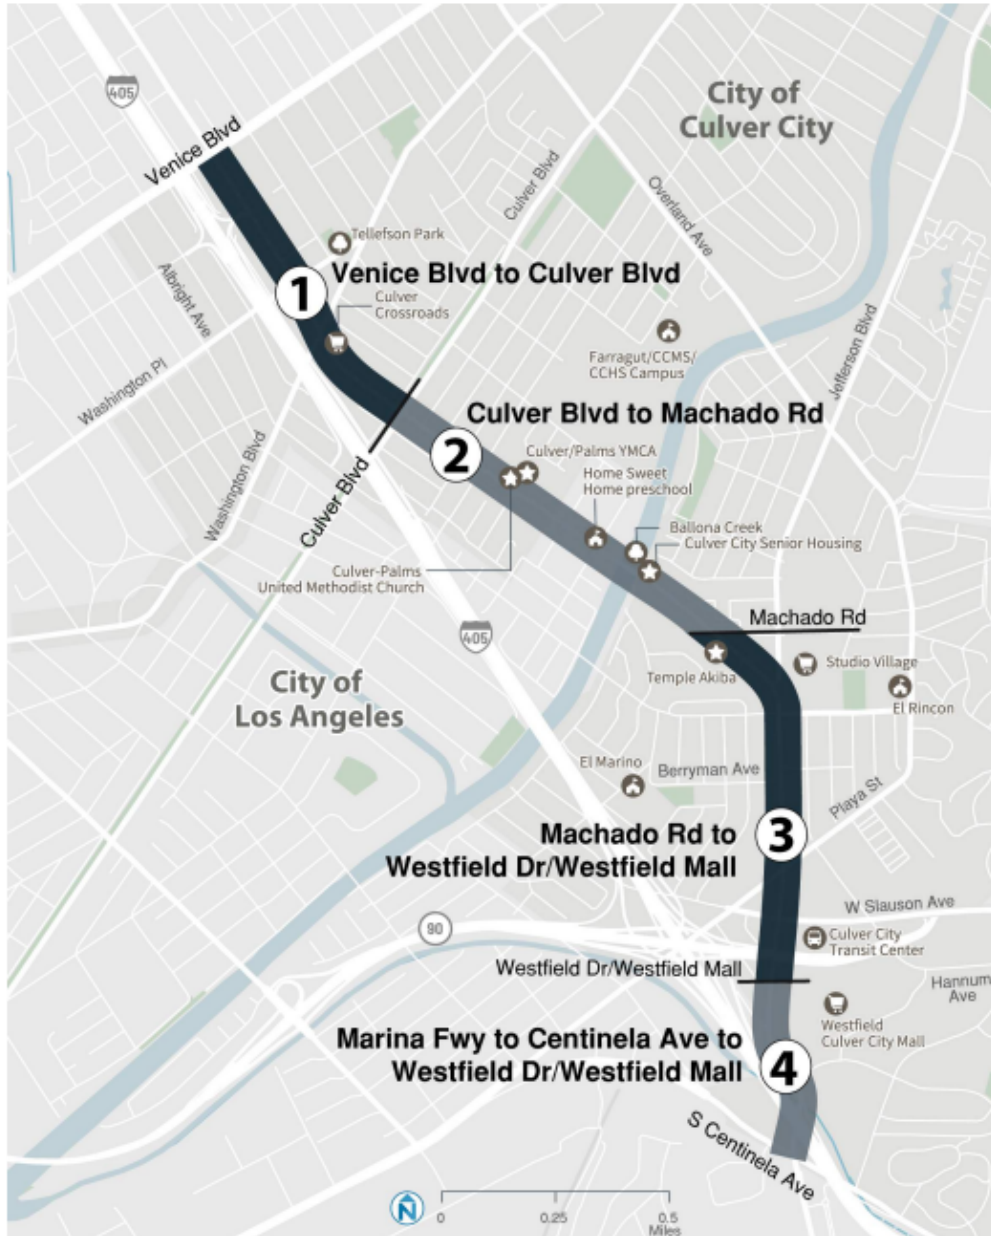 405
City of
Culver City
Venice Blvd
Culver Blvd
Overland Ave
Tellefson Park
1
Venice Blvd to Culver Blvd
Albright Ave
Culver
Crossroads
Farragut/CCMS/
CCHS Campus
Jefferson Blvd
Washington Pl
Culver Blvd to Machado Rd
2
Culver/Palms YMCA
Home Sweet
Home preschool
Washington Blvd
Culver Blvd
Ballona Creek
Culver City Senior Housing
Culver-Palms
United Methodist Church
405
Machado Rd
Studio Village
Temple Akiba
El Rincon
City of
Los Angeles
El Marino
Berryman Ave
Playa St
Machado Rd to
Westfield Dr/Westfield Mall
3
W Slauson Ave
90
Culver City
Transit Center
Westfield Dr/Westfield Mall
Hannum
Ave
Westfield
Culver City Mall
Marina Fwy to Centinela Ave to
Westfield Dr/Westfield Mall
4
S Centinela Ave
N
0
0.25
0.5
Miles